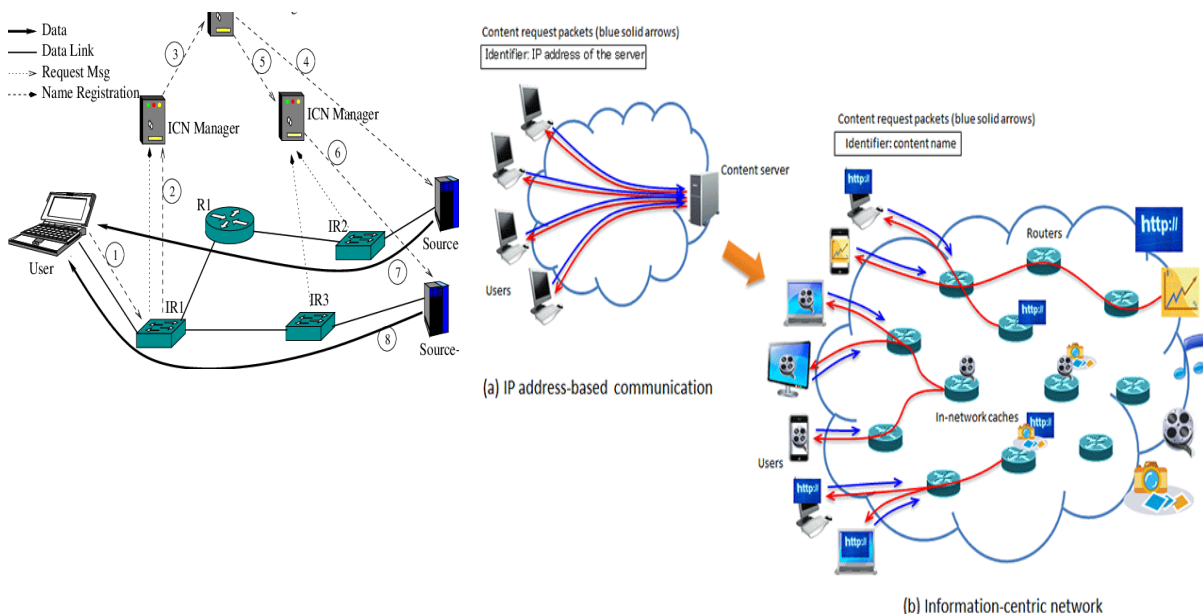 Data
Data Link
Request Msg
Name Registration
3
5
4
ICN Manager
ICN Manager
6
2
R1
1
IR2
Source
User
7
IR1
IR3
8
Source-
Content request packets (blue solid arrows)
Identifier: IP address of the server
Content server
Users
(a) IP address-based communication
Content request packets (blue solid arrows)
Identifier: content name
http://
http://
Routers
http://
In-network caches
http://
Users
http://
http://
(b) Information-centric network